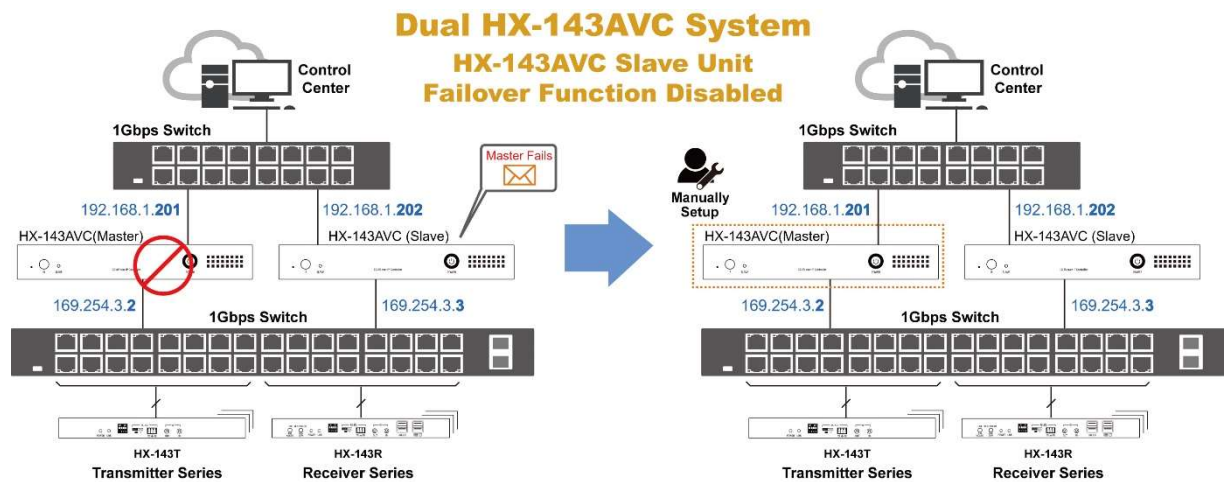 Dual HX-143AVC System
HX-143AVC Slave Unit
Failover Function Disabled
Control
Center
1Gbps Switch
Master Fails
192.168.1.201
192.168.1.202
HX-143AVC(Master)
HX-143AVC (Slave)
169.254.3.2
169.254.3.3
1Gbps Switch
HX-143T
Transmitter Series
HX-143R
Receiver Series
Control
Center
1Gbps Switch
Manually
Setup
192.168.1.201
192.168.1.202
HX-143AVC(Master)
HX-143AVC (Slave)
169.254.3.2
169.254.3.3
1Gbps Switch
HX-143T
Transmitter Series
HX-143R
Receiver Series